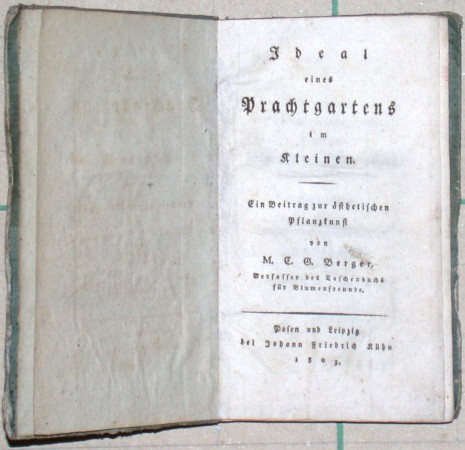 Ideal
eines
Prachtgartens
im
Kleinen.
Ein Beitrag zur ästhetischen
Pflanzkunst
von
M. C. G. Berger,
Verfasser des Taschenbuchs
für Blumenfreunde.
Posen und Leipzig
bei Johann Friedrich Kühn
1803.